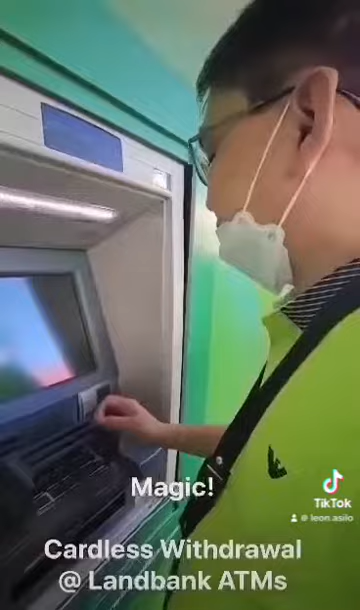 Magic!
TikTok
@ leon.asilo
Cardless Withdrawal
@ Landbank ATMs